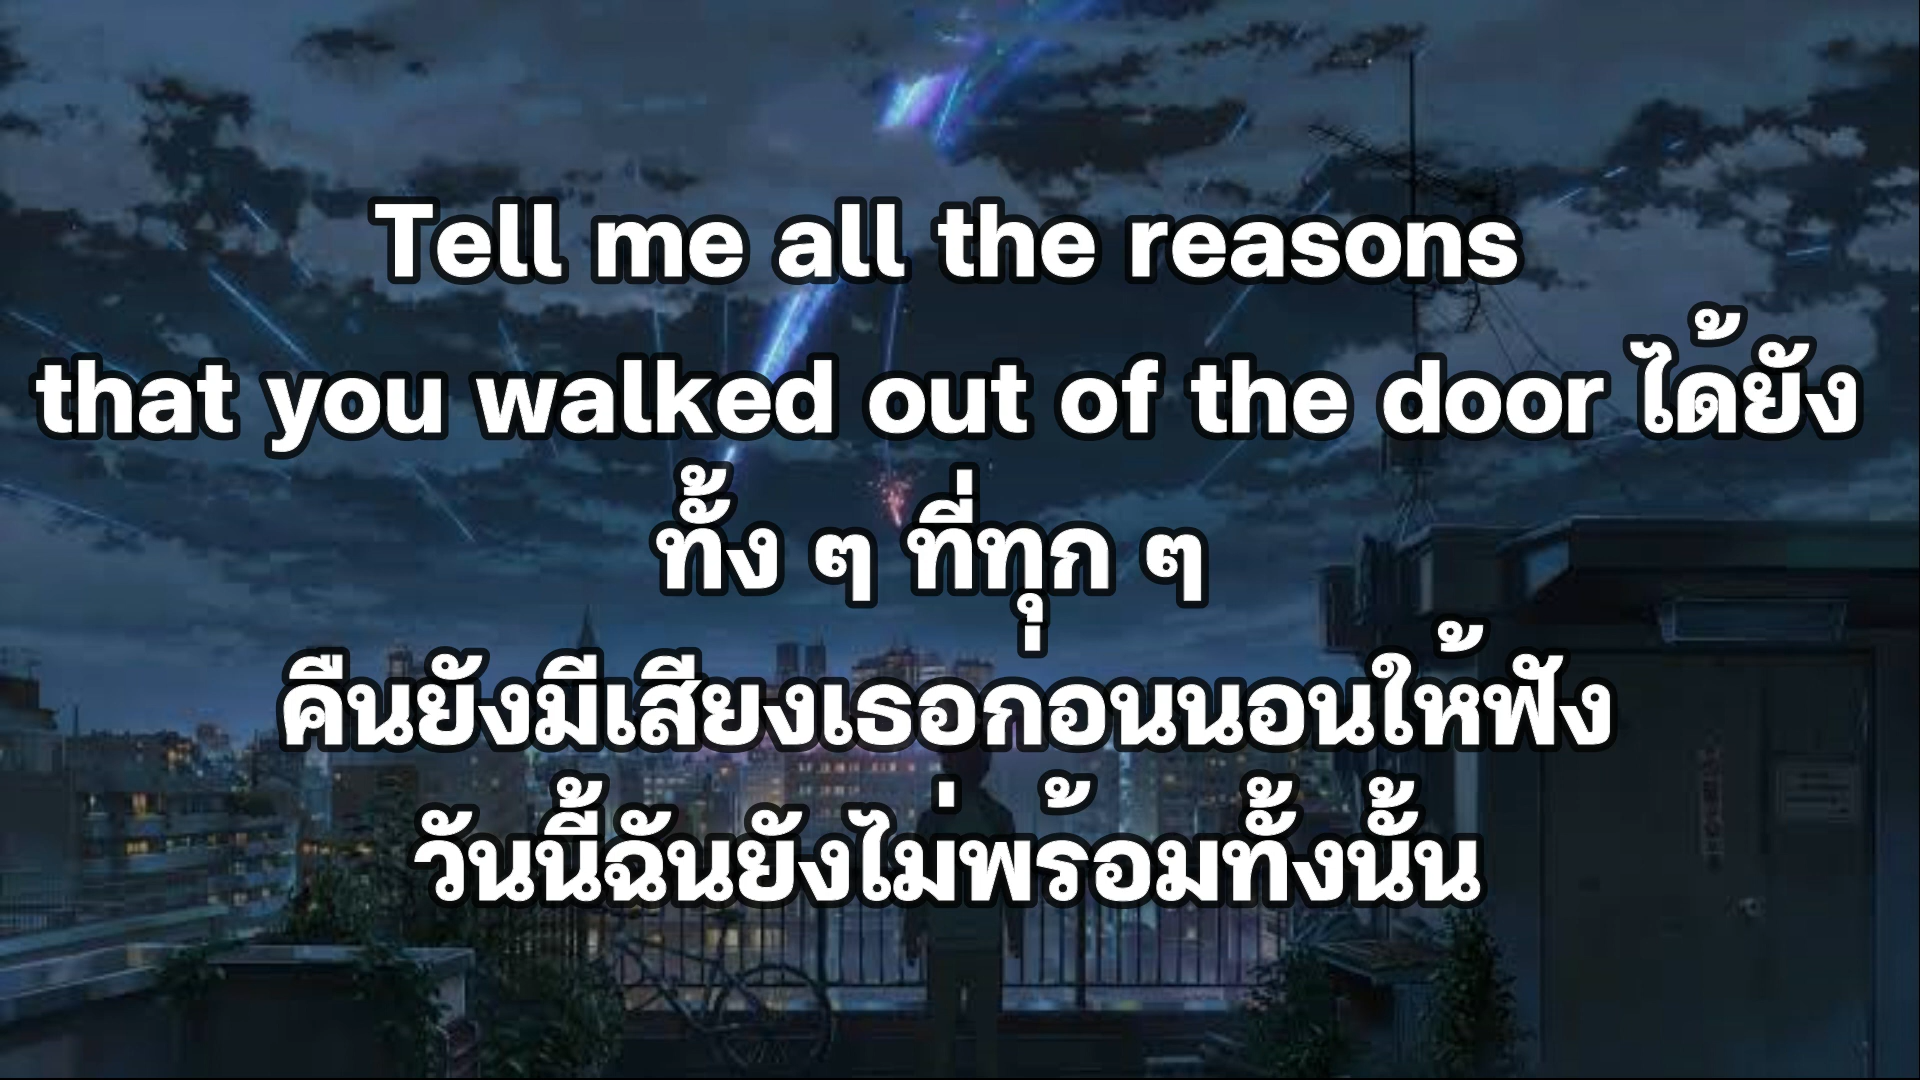 Tell me all the reasons
that you walked out of the door ได้ยัง
ทั้ง ๆ ที่ทุก ๆ
คืนยังมีเสียงเธอกอนนอนให้ฟัง
วันนี้ฉันยังไม่พร้อมทั้งนั้น